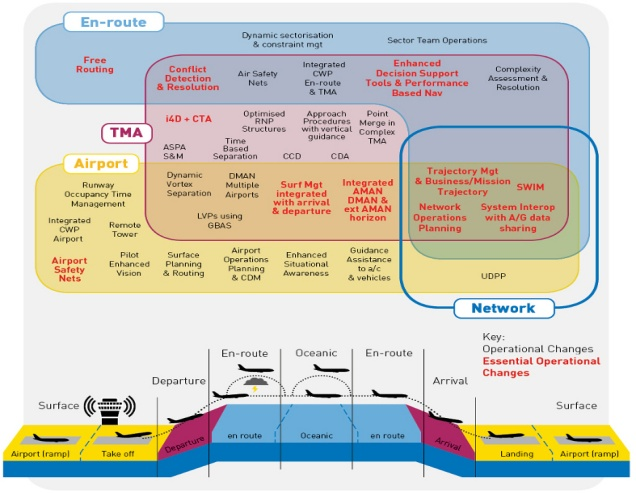 En-route
Dynamic sectorisation
& constraint mgt
Sector Team Operations
Free
Routing
Conflict
Detection
& Resolution
Air Safety
Nets
Integrated
CWP
En-route
& TMA
Enhanced
Decision Support
Tools & Performance
Based Nav
Complexity
Assessment &
Resolution
TMA
i4D + CTA
Optimised
RNP
Structures
Approach
Procedures
with vertical
guidance
Point
Merge in
Complex
TMA
ASPA
S&M
Time
Based
Separation
CCD
CDA
Airport
Runway
Occupancy Time
Management
Dynamic
Vortex
Separation
DMAN
Multiple
Airports
Surf Mgt
integrated
with arrival
& departure
Integrated
AMAN
DMAN &
ext AMAN
horizon
Trajectory Mgt
& Business/Mission
Trajectory
SWIM
Network
Operations
Planning
System Interop
with A/G data
sharing
Integrated
CWP
Airport
Remote
Tower
LVPs using
GBAS
Airport
Safety
Nets
Pilot
Enhanced
Vision
Surface
Planning
& Routing
Airport
Operations
Planning
& CDM
Enhanced
Situational
Awareness
Guidance
Assistance
to a/c
& vehicles
UDPP
Network
Key:
Operational Changes
Essential Operational
Changes
En-route
Oceanic
En-route
Departure
Arrival
Surface
Surface
Airport (ramp)
Take off
Departure
en route
Oceanic
en route
Arrival
Landing
Airport (ramp)